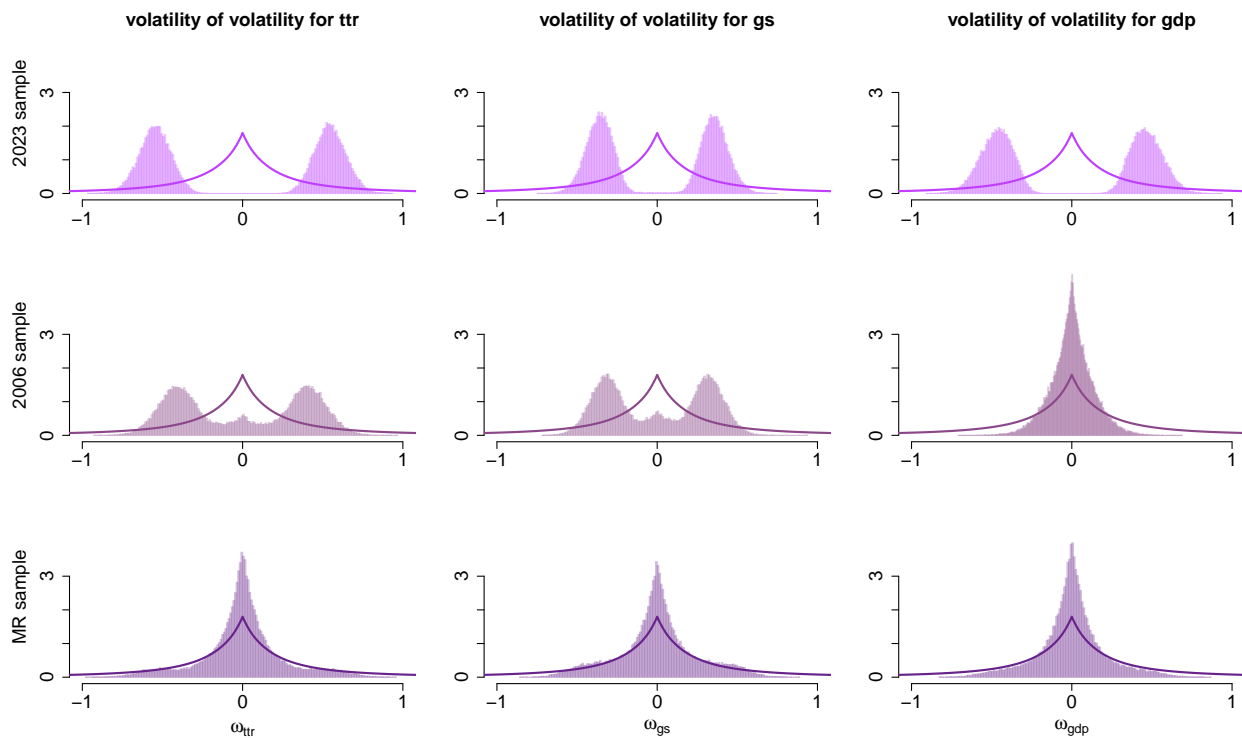 volatility of volatility for ttr
volatility of volatility for gs
volatility of volatility for gdp
2023 sample
0 3
−1 0 1
0 3
−1 0 1
0 3
−1 0 1
2006 sample
0 3
−1 0 1
0 3
−1 0 1
0 3
−1 0 1
MR sample
0 3
−1 0 1
ωttr
0 3
−1 0 1
ωgs
0 3
−1 0 1
ωgdp